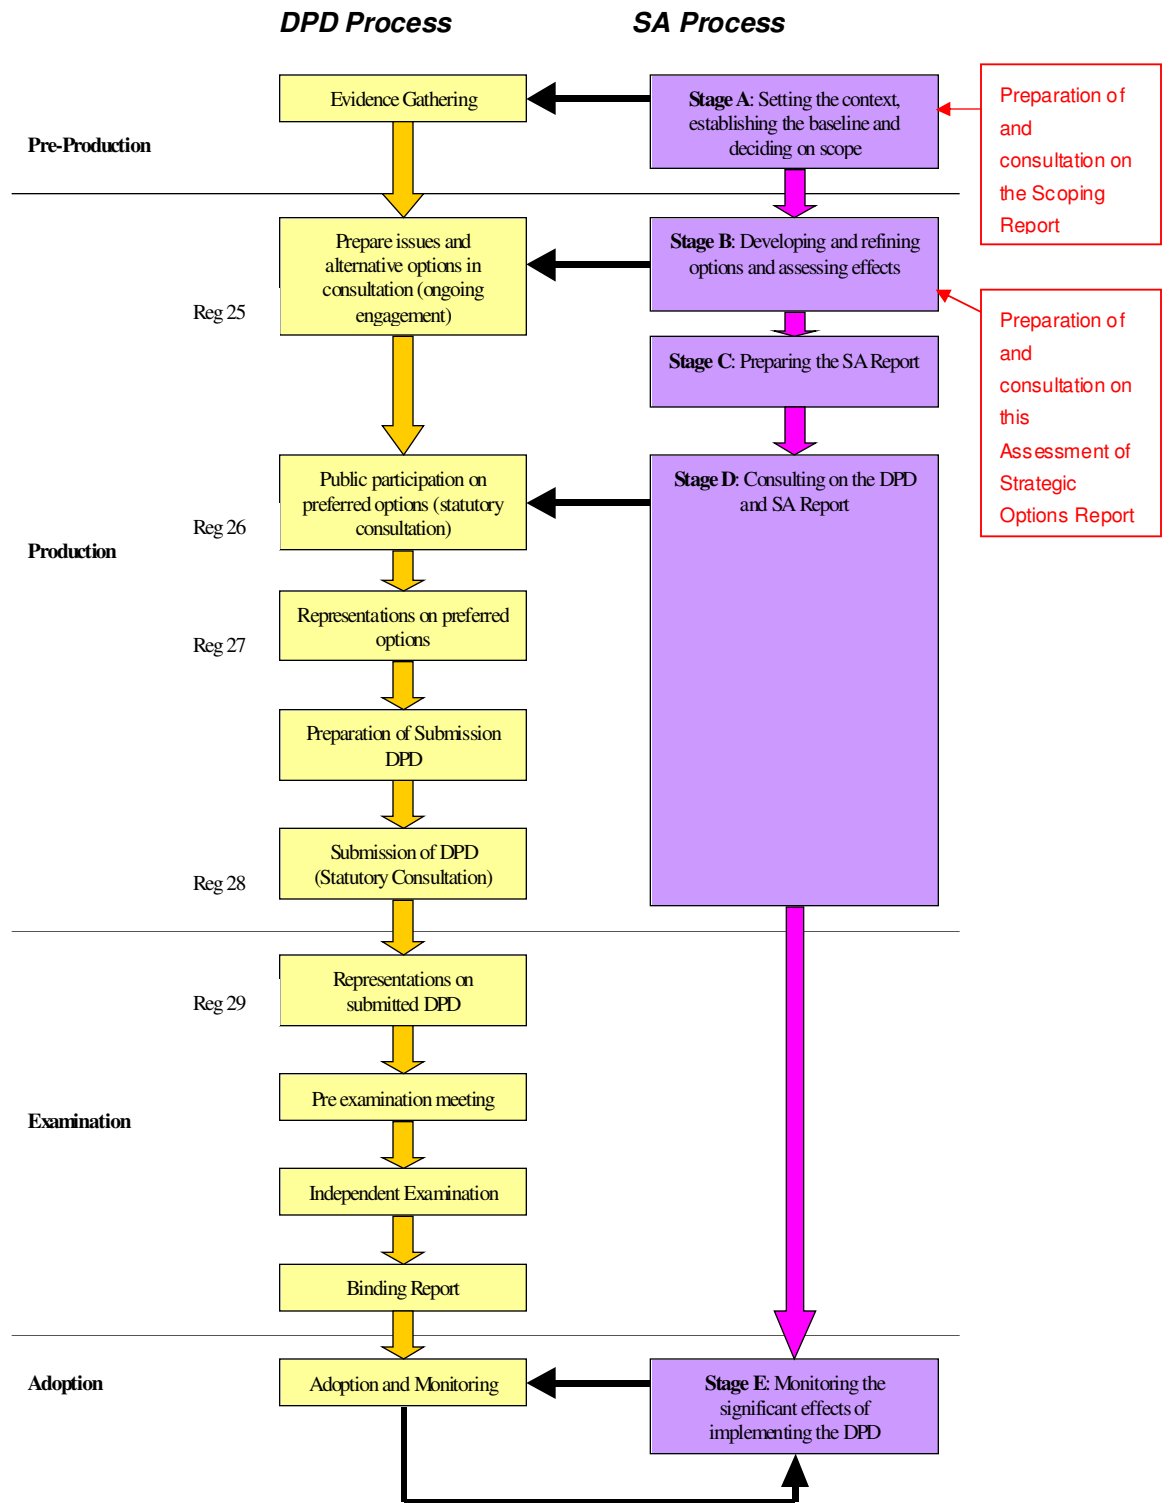 DPD Process
SA Process
Pre-Production
Evidence Gathering
Stage A: Setting the context,
establishing the baseline and
deciding on scope
Preparation of
and
consultation on
the Scoping
Report
Reg 25
Prepare issues and
alternative options in
consultation (ongoing
engagement)
Stage B: Developing and refining
options and assessing effects
Preparation of
and
consultation on
this
Assessment of
Strategic
Options Report
Stage C: Preparing the SA Report
Production
Reg 26
Public participation on
preferred options (statutory
consultation)
Stage D: Consulting on the DPD
and SA Report
Reg 27
Representations on preferred
options
Preparation of Submission
DPD
Reg 28
Submission of DPD
(Statutory Consultation)
Reg 29
Representations on
submitted DPD
Examination
Pre examination meeting
Independent Examination
Binding Report
Adoption
Adoption and Monitoring
Stage E: Monitoring the
significant effects of
implementing the DPD